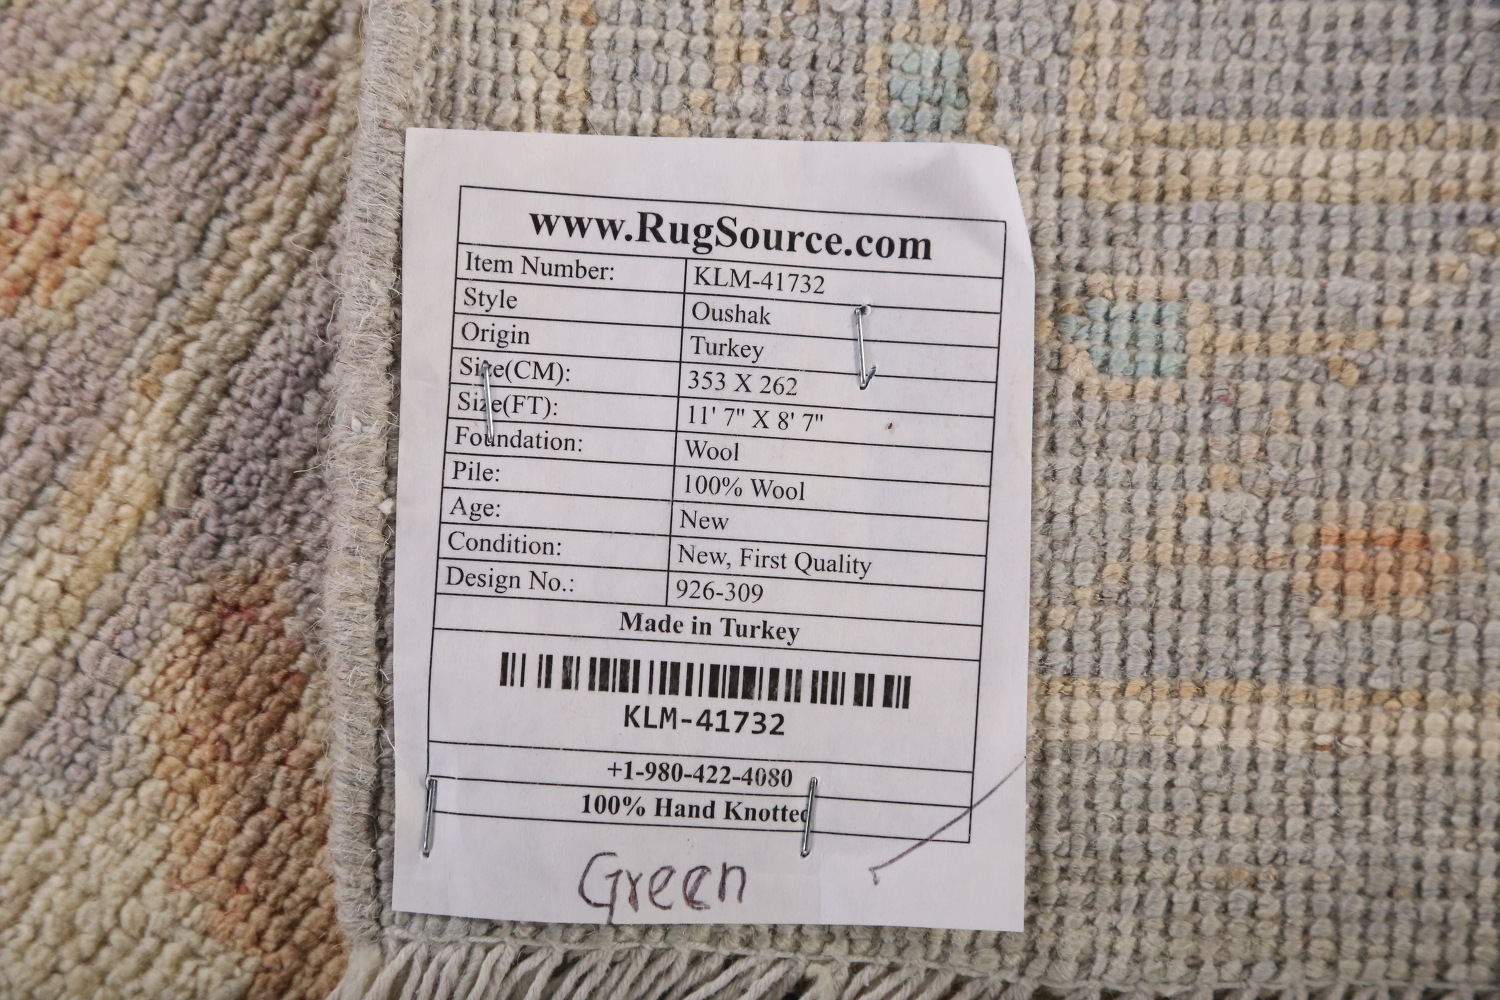 www.RugSource.com
Item Number: KLM-41732
Style Oushak
Origin Turkey
Size(CM): 353 X 262
Size(FT): 11' 7" X 8' 7"
Foundation: Wool
Pile: 100% Wool
Age: New
Condition: New, First Quality
Design No.: 926-309
Made in Turkey
KLM-41732
+1-980-422-4080
100% Hand Knotted
Green